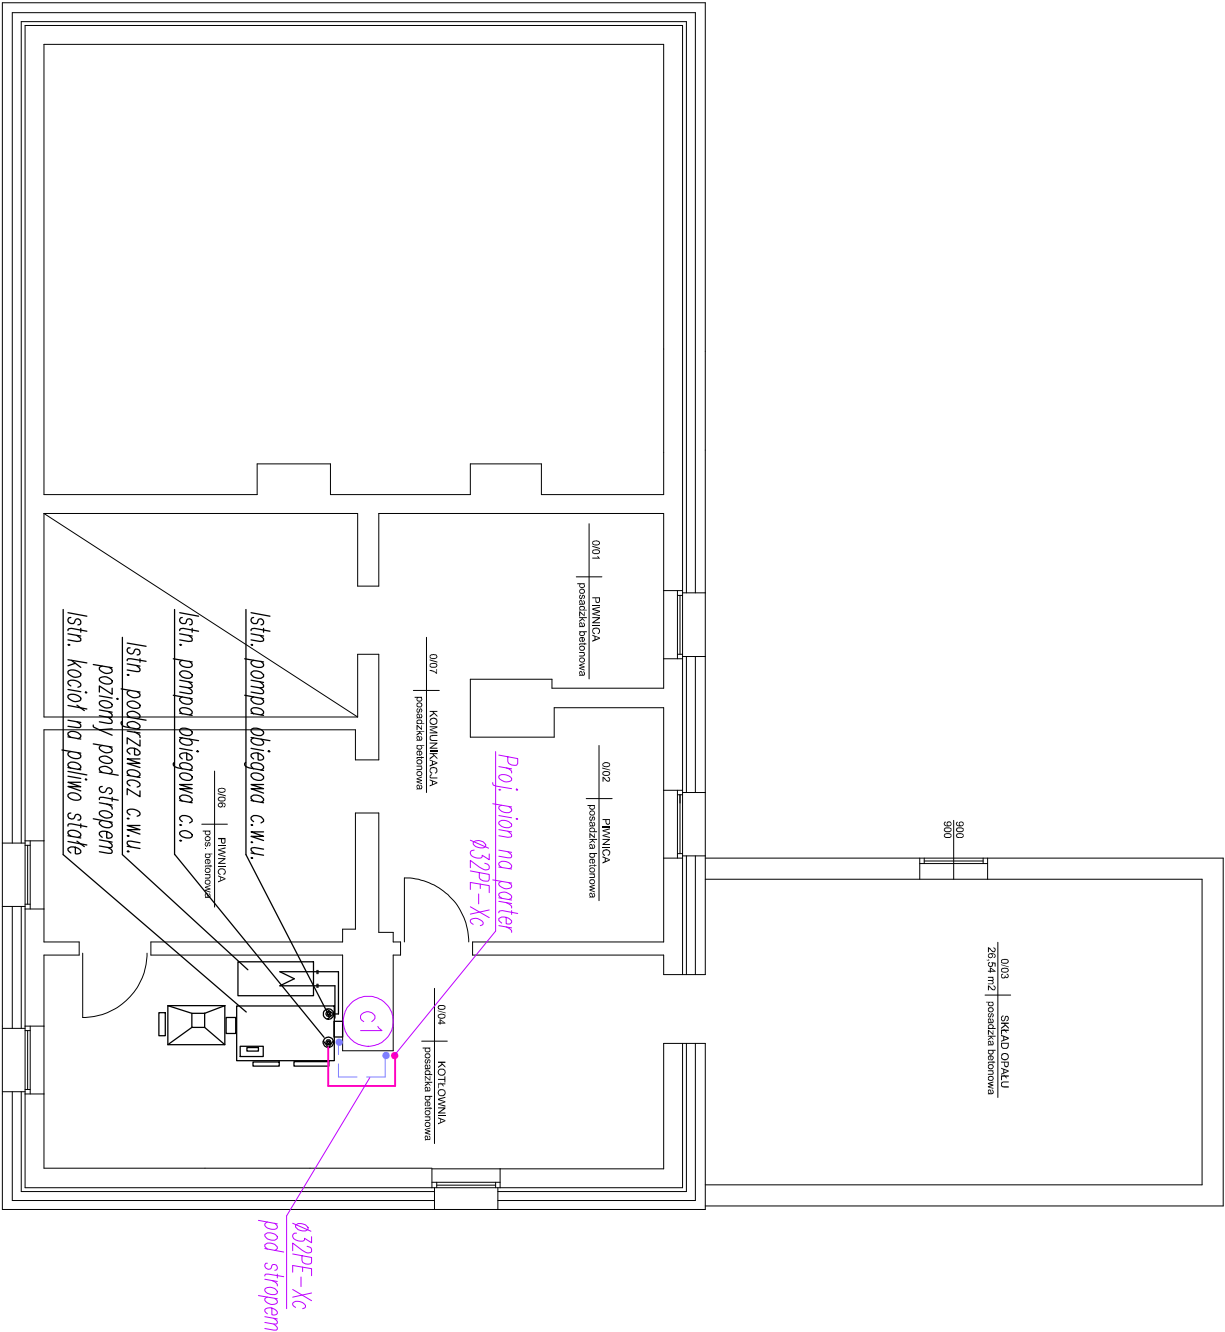 0/01
PIWNICA
posadzka betonowa
0/02
PIWNICA
posadzka betonowa
0/03
26,54 m2
SKŁAD OPAŁU
posadzka betonowa
900
900
0/07
KOMUNIKACJA
posadzka betonowa
0/04
KOTŁOWNIA
posadzka betonowa
0/06
PIWNICA
pos. betonowa
Proj. pion na parter
ø32PE-Xc
c1
ø32PE-Xc
pod stropem
Istn. pompa obiegowa c.w.u.
Istn. pompa obiegowa c.o.
Istn. podgrzewacz c.w.u.
poziomy pod stropem
Istn. kocioł na paliwo stałe